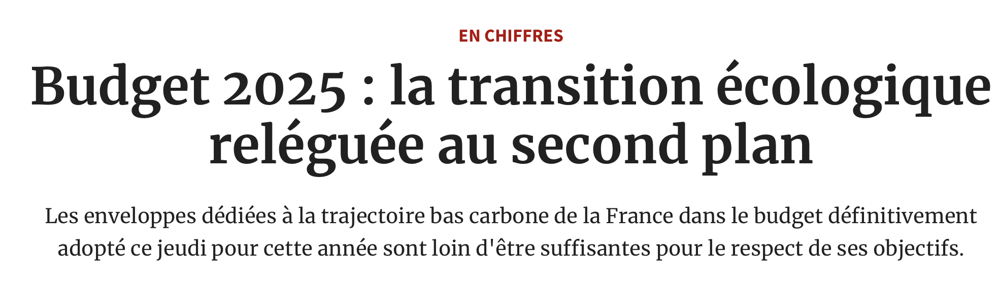 EN CHIFFRES
Budget 2025 : la transition écologique
reléguée au second plan
Les enveloppes dédiées à la trajectoire bas carbone de la France dans le budget définitivement
adopté ce jeudi pour cette année sont loin d'être suffisantes pour le respect de ses objectifs.